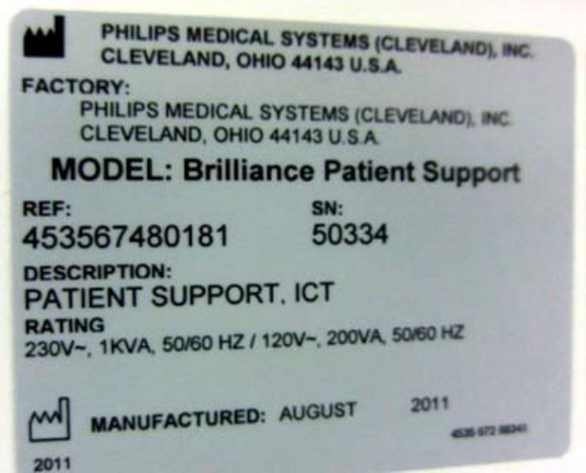 PHILIPS MEDICAL SYSTEMS (CLEVELAND), INC.
CLEVELAND, OHIO 44143 U.S.A.
FACTORY:
PHILIPS MEDICAL SYSTEMS (CLEVELAND), INC.
CLEVELAND, OHIO 44143 U.S.A
MODEL: Brilliance Patient Support
REF: SN:
453567480181 50334
DESCRIPTION:
PATIENT SUPPORT, ICT
RATING
230V~, 1KVA, 50/60 HZ / 120V~, 200VA, 50/60 HZ
MANUFACTURED: AUGUST 2011
2011